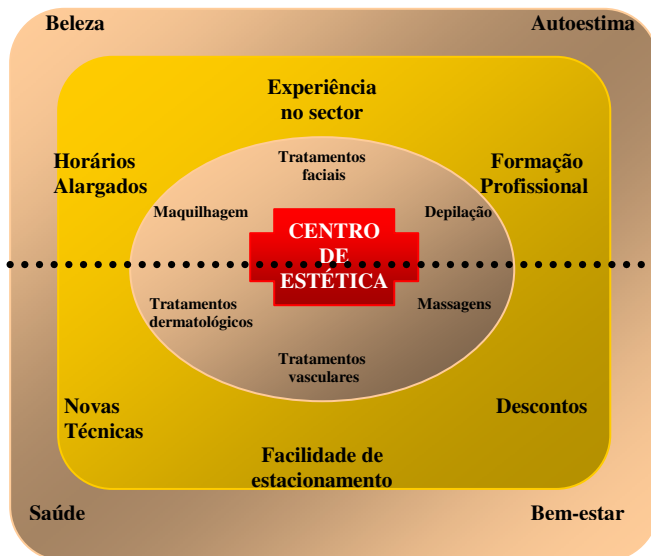 Beleza
Autoestima
Experiência
no sector
Horários
Alargados
Formação
Profissional
Tratamentos
faciais
Maquilhagem
Depilação
CENTRO
DE
ESTÉTICA
Tratamentos
dermatológicos
Massagens
Tratamentos
vasculares
Novas
Técnicas
Descontos
Facilidade de
estacionamento
Saúde
Bem-estar